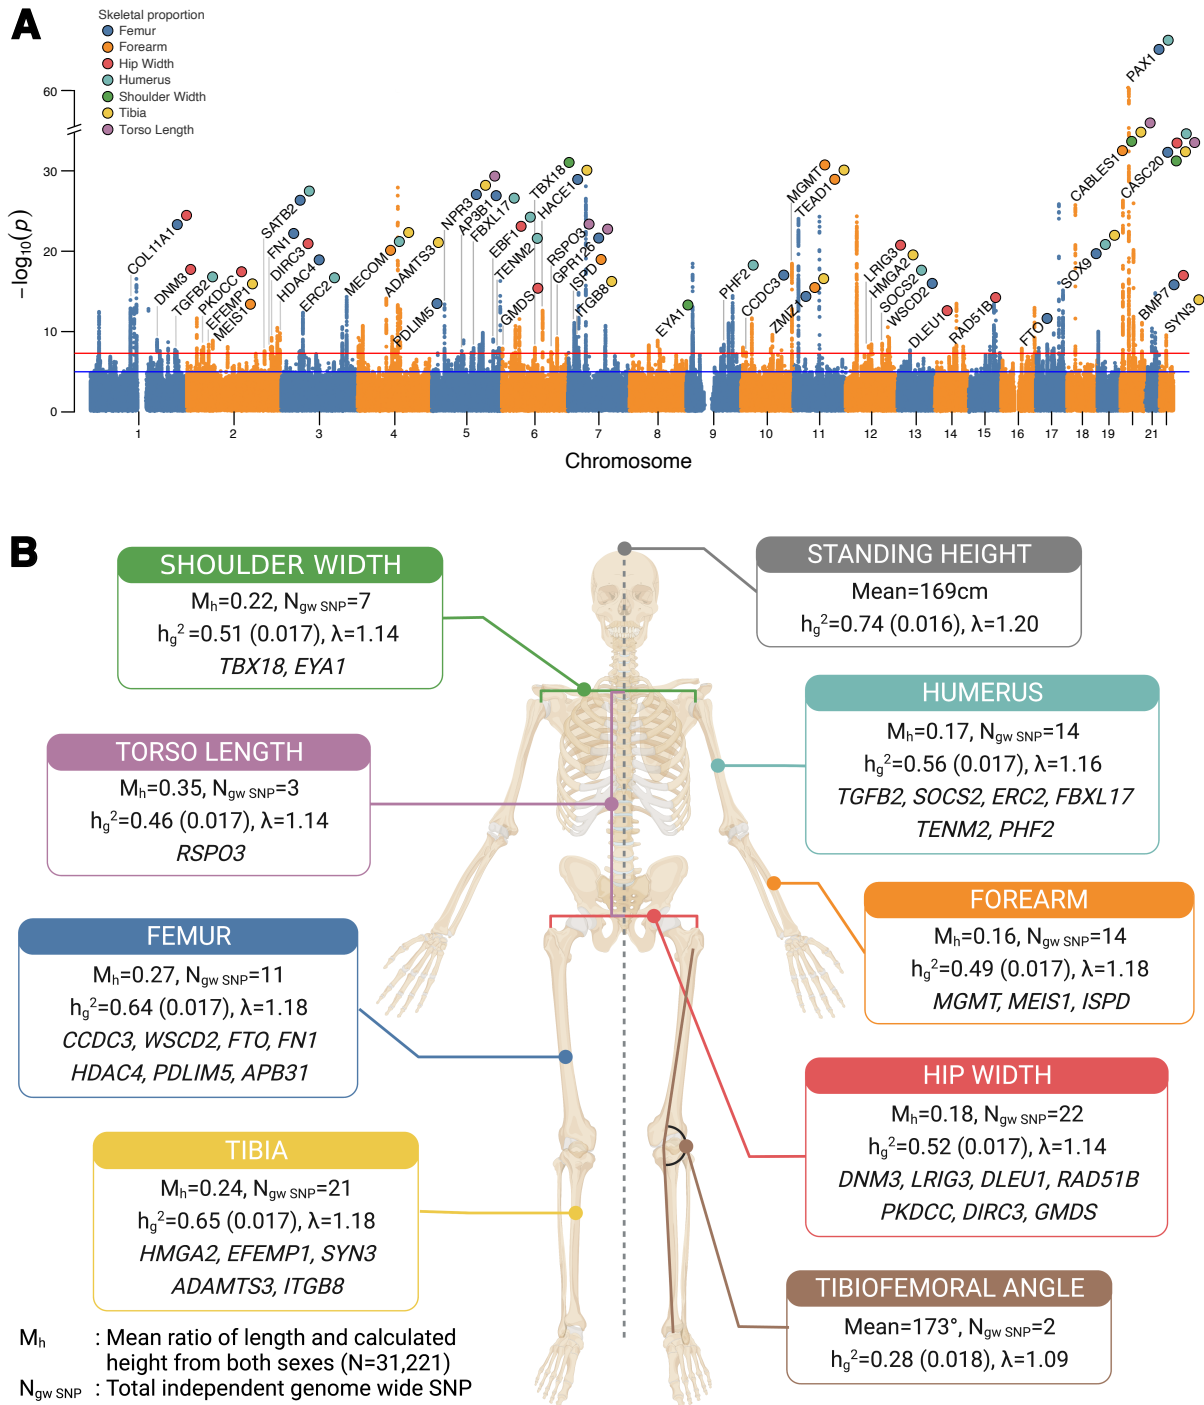 A
Skeletal proportion
Femur
Forearm
Hip Width
Humerus
Shoulder Width
Tibia
Torso Length
−log10(p)
60
30
20
10
0
COL11A1
DNM3
TGFB2
PKDCC
EFEMP1
MEIS1
SATB2
FN1
DIRC3
HDAC4
ERC2
MECOM
ADAMTS3
PDLIM5
NPR3
AP3B1
FBXL17
EBF1
TENM2
GMDS
TBX18
HACE1
RSPO3
GPR126
ISPD
ITGB8
EYA1
PHF2
CCDC3
ZMIZ1
MGMT
TEAD1
LRIG3
HMGA2
SOCS2
WSCD2
DLEU1
RAD51B
FTO
SOX9
CABLES1
PAX1
CASC20
BMP7
SYN3
1 2 3 4 5 6 7 8 9 10 11 12 13 14 15 16 17 18 19 21
Chromosome
B
SHOULDER WIDTH
Mh=0.22, Ngw SNP=7
hg²=0.51 (0.017), λ=1.14
TBX18, EYA1
STANDING HEIGHT
Mean=169cm
hg²=0.74 (0.016), λ=1.20
HUMERUS
Mh=0.17, Ngw SNP=14
hg²=0.56 (0.017), λ=1.16
TGFB2, SOCS2, ERC2, FBXL17
TENM2, PHF2
TORSO LENGTH
Mh=0.35, Ngw SNP=3
hg²=0.46 (0.017), λ=1.14
RSPO3
FOREARM
Mh=0.16, Ngw SNP=14
hg²=0.49 (0.017), λ=1.18
MGMT, MEIS1, ISPD
FEMUR
Mh=0.27, Ngw SNP=11
hg²=0.64 (0.017), λ=1.18
CCDC3, WSCD2, FTO, FN1
HDAC4, PDLIM5, APB31
HIP WIDTH
Mh=0.18, Ngw SNP=22
hg²=0.52 (0.017), λ=1.14
DNM3, LRIG3, DLEU1, RAD51B
PKDCC, DIRC3, GMDS
TIBIA
Mh=0.24, Ngw SNP=21
hg²=0.65 (0.017), λ=1.18
HMGA2, EFEMP1, SYN3
ADAMTS3, ITGB8
TIBIOFEMORAL ANGLE
Mean=173°, Ngw SNP=2
hg²=0.28 (0.018), λ=1.09
Mh : Mean ratio of length and calculated
height from both sexes (N=31,221)
Ngw SNP : Total independent genome wide SNP